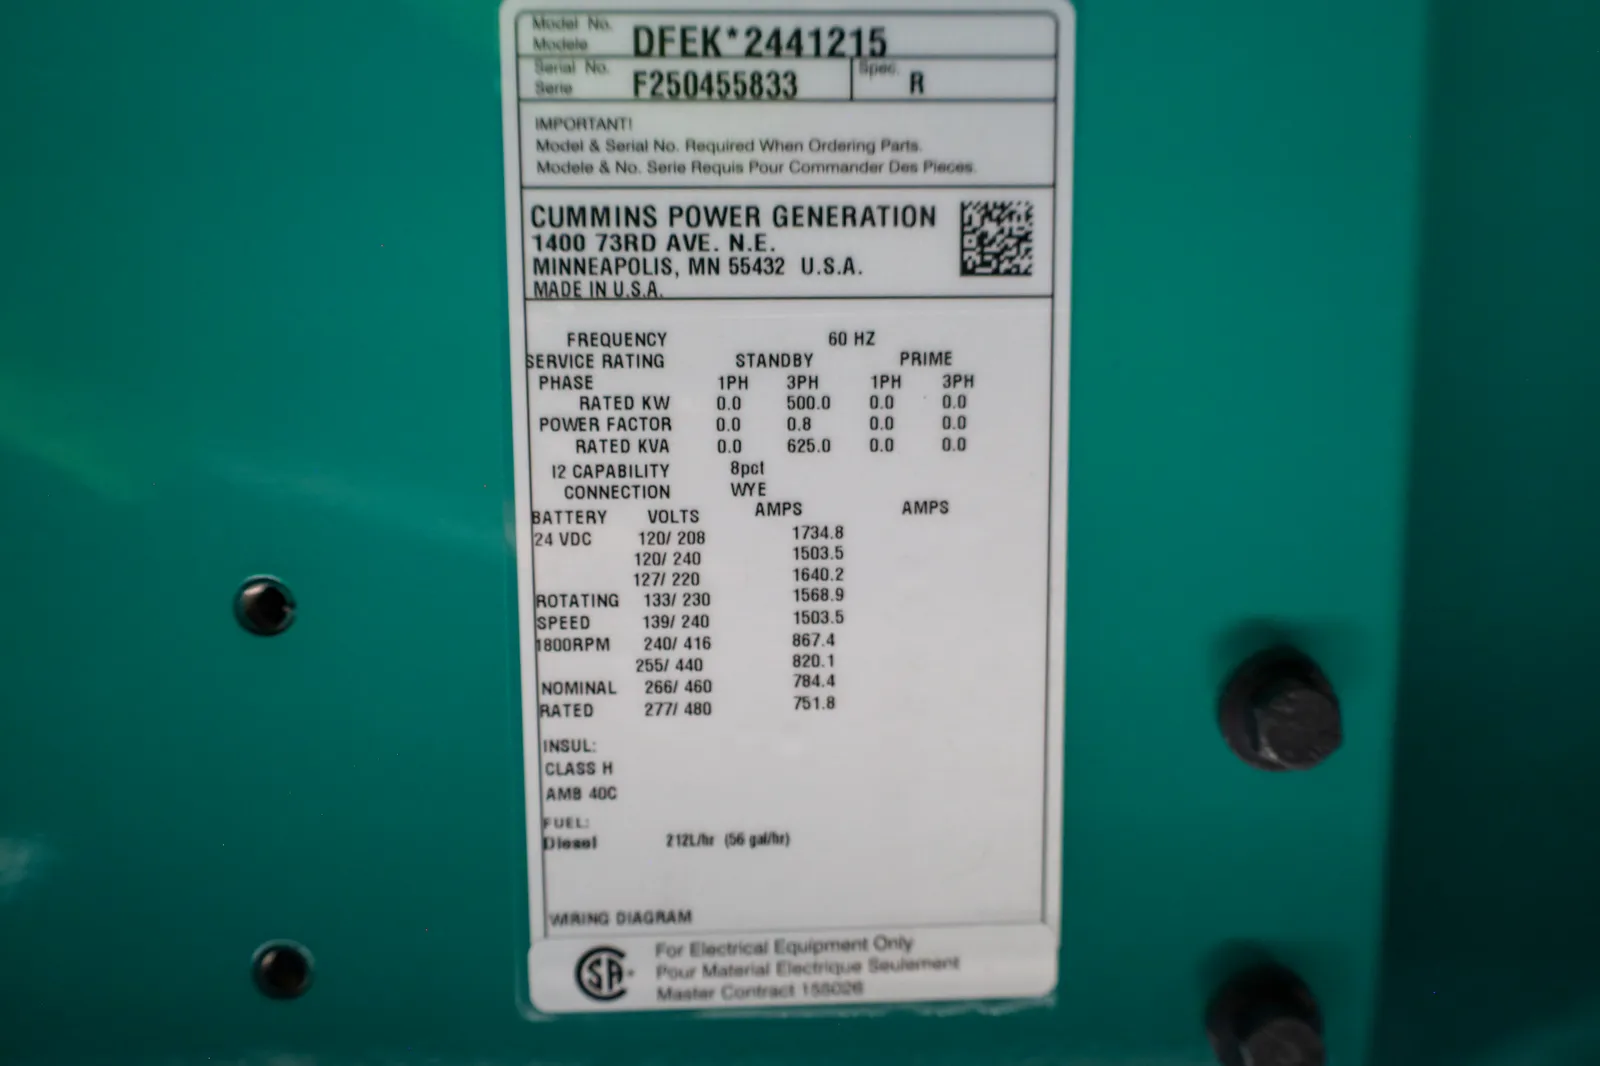 Model No.
Modele DFEK*2441215
Serial No.
Serie F250455833 Spec. R
IMPORTANT!
Model & Serial No. Required When Ordering Parts.
Modele & No. Serie Requis Pour Commander Des Pieces.
CUMMINS POWER GENERATION
1400 73RD AVE. N.E.
MINNEAPOLIS, MN 55432 U.S.A.
MADE IN U.S.A.
FREQUENCY 60 HZ
SERVICE RATING STANDBY PRIME
PHASE 1PH 3PH 1PH 3PH
RATED KW 0.0 500.0 0.0 0.0
POWER FACTOR 0.0 0.8 0.0 0.0
RATED KVA 0.0 625.0 0.0 0.0
I2 CAPABILITY 8pct
CONNECTION WYE
BATTERY VOLTS AMPS AMPS
24 VDC 120/ 208 1734.8
120/ 240 1503.5
127/ 220 1640.2
ROTATING 133/ 230 1568.9
SPEED 139/ 240 1503.5
1800RPM 240/ 416 867.4
255/ 440 820.1
NOMINAL 266/ 460 784.4
RATED 277/ 480 751.8
INSUL:
CLASS H
AMB 40C
FUEL:
Diesel 212L/hr (56 gal/hr)
WIRING DIAGRAM
SA For Electrical Equipment Only
Pour Material Electrique Seulement
Master Contract 155026